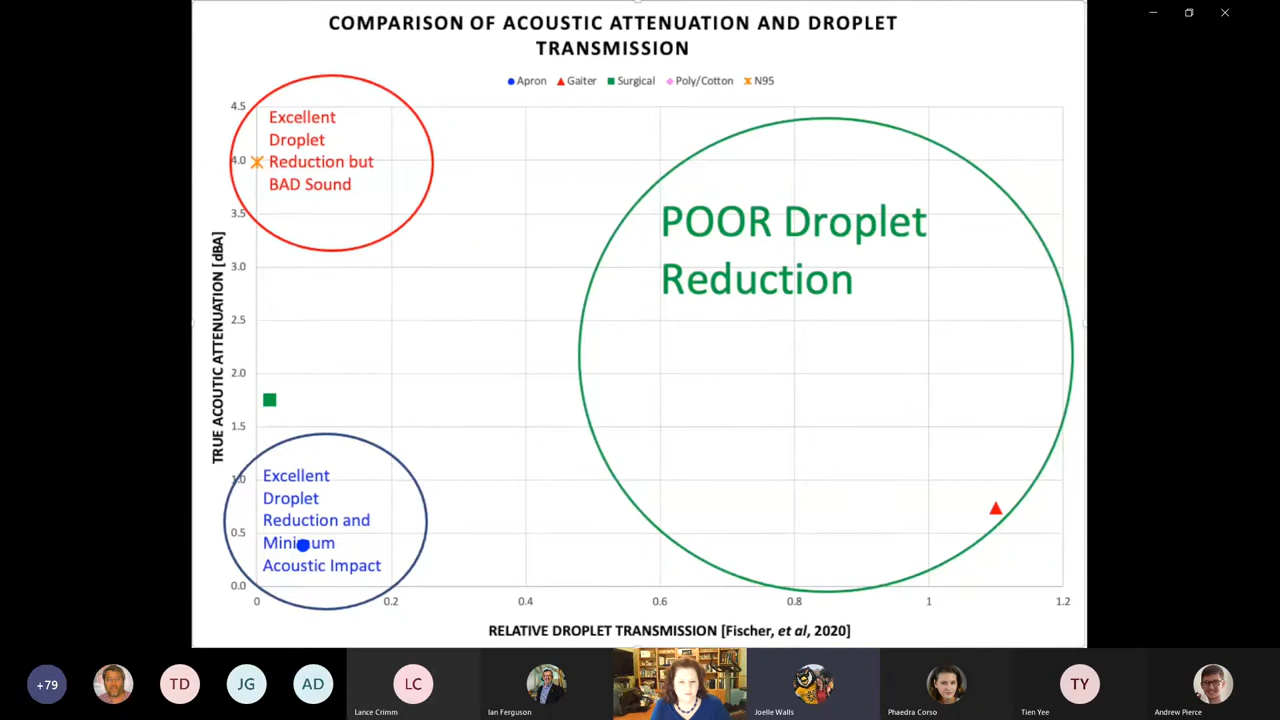 COMPARISON OF ACOUSTIC ATTENUATION AND DROPLET
TRANSMISSION
Apron Gaiter Surgical Poly/Cotton N95
TRUE ACOUTIC ATTENUATION [dBA]
4.5
4.0
3.5
3.0
2.5
2.0
1.5
1.0
0.5
0.0
Excellent
Droplet
Reduction but
BAD Sound
POOR Droplet
Reduction
Excellent
Droplet
Reduction and
Minimum
Acoustic Impact
0 0.2 0.4 0.6 0.8 1 1.2
RELATIVE DROPLET TRANSMISSION [Fischer, et al, 2020]
+79 TD JG AD LC TY
Lance Crimm Ian Ferguson Joelle Walls Phaedra Corso Tien Yee Andrew Pierce